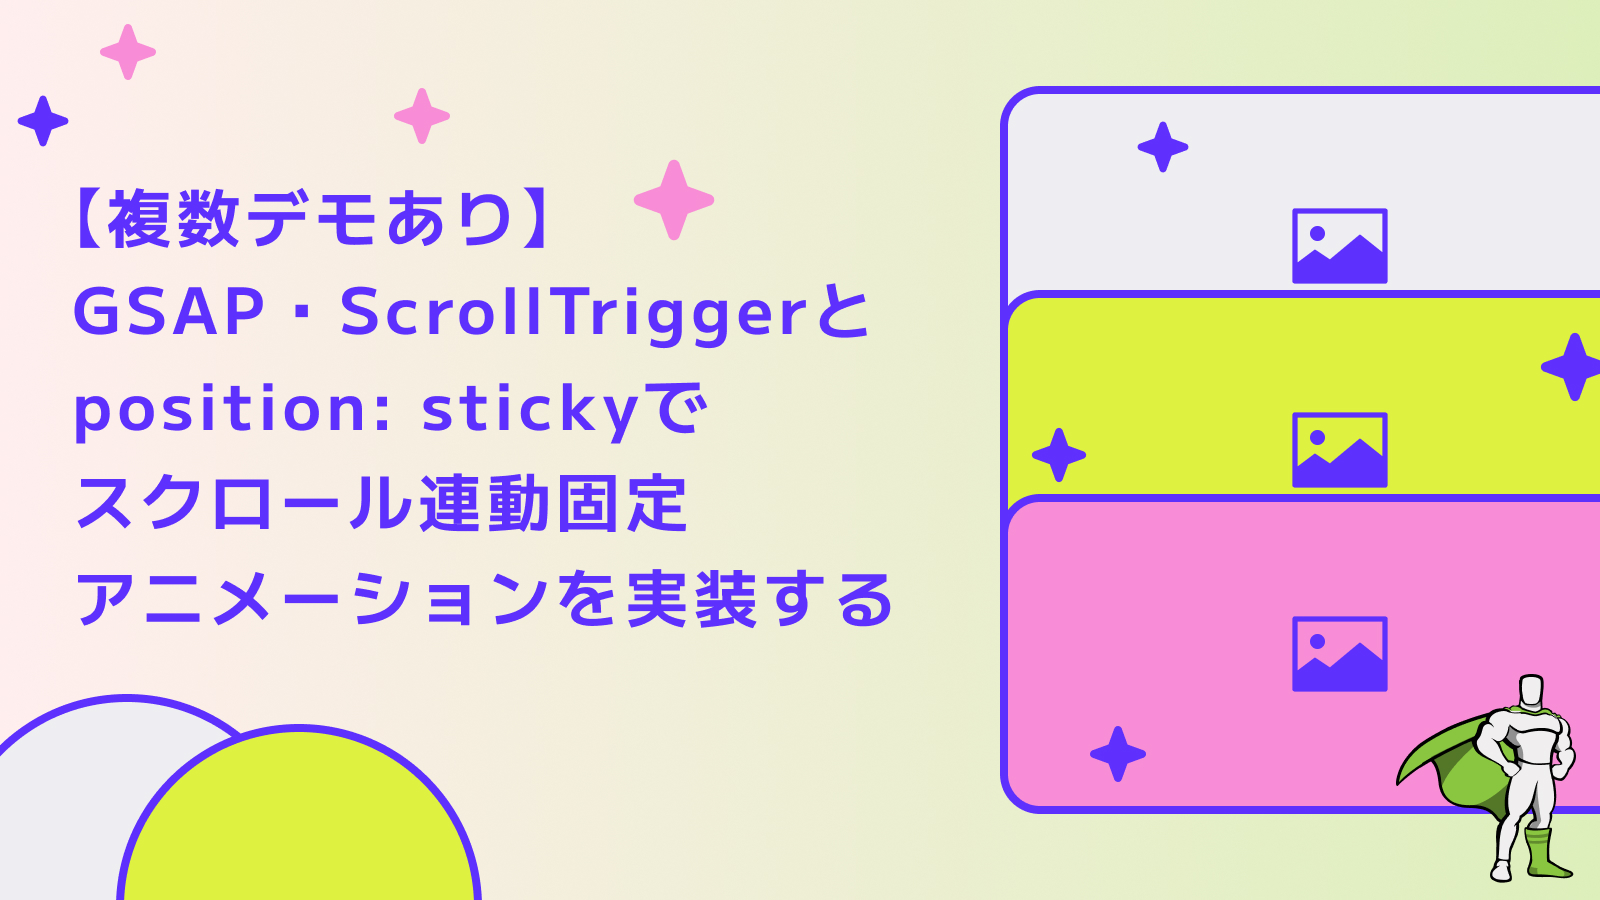 【複数デモあり】
GSAP・ScrollTriggerと
position: stickyで
スクロール連動固定
アニメーションを実装する